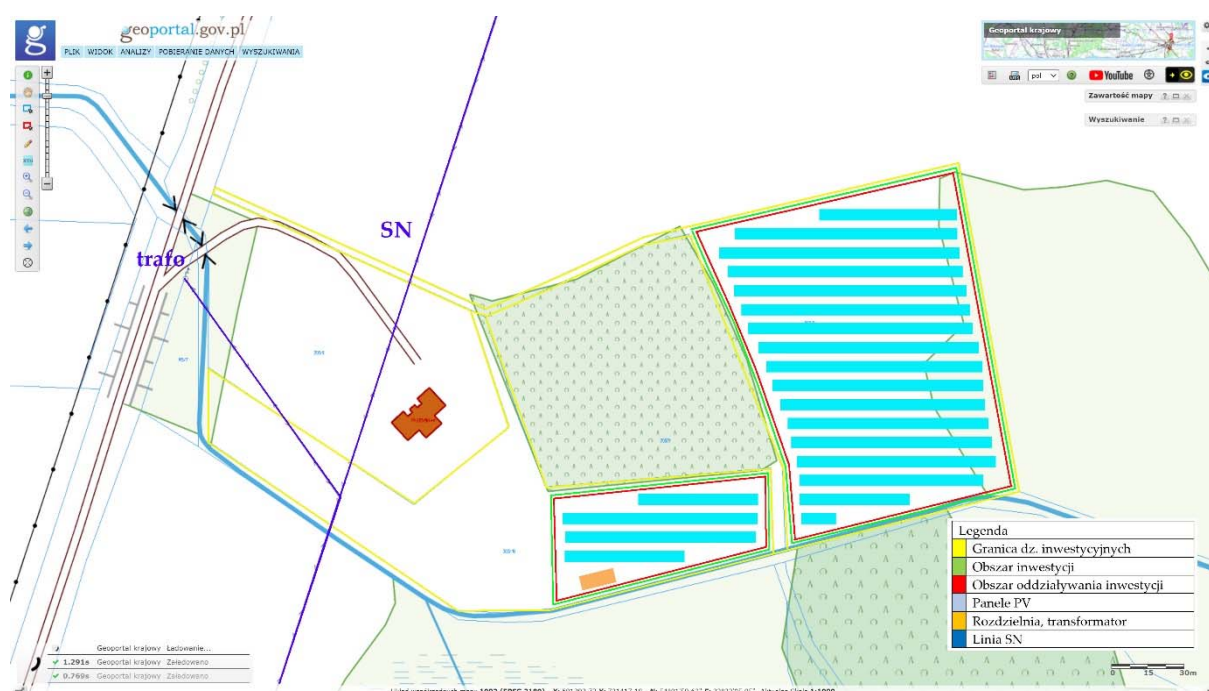 geoportal.gov.pl
PLIK WIDOK ANALIZY POBIERANIE DANYCH WYSZUKIWANIA
Geoportal krajowy
pol
YouTube
Zawartość mapy
Wyszukiwanie
SN
trafo
Legenda
Granica dz. inwestycyjnych
Obszar inwestycji
Obszar oddziaływania inwestycji
Panele PV
Rozdzielnia, transformator
Linia SN
Geoportal krajowy Ładowanie...
1.291s Geoportal krajowy Załadowano
0.769s Geoportal krajowy Załadowano
0 15 30m